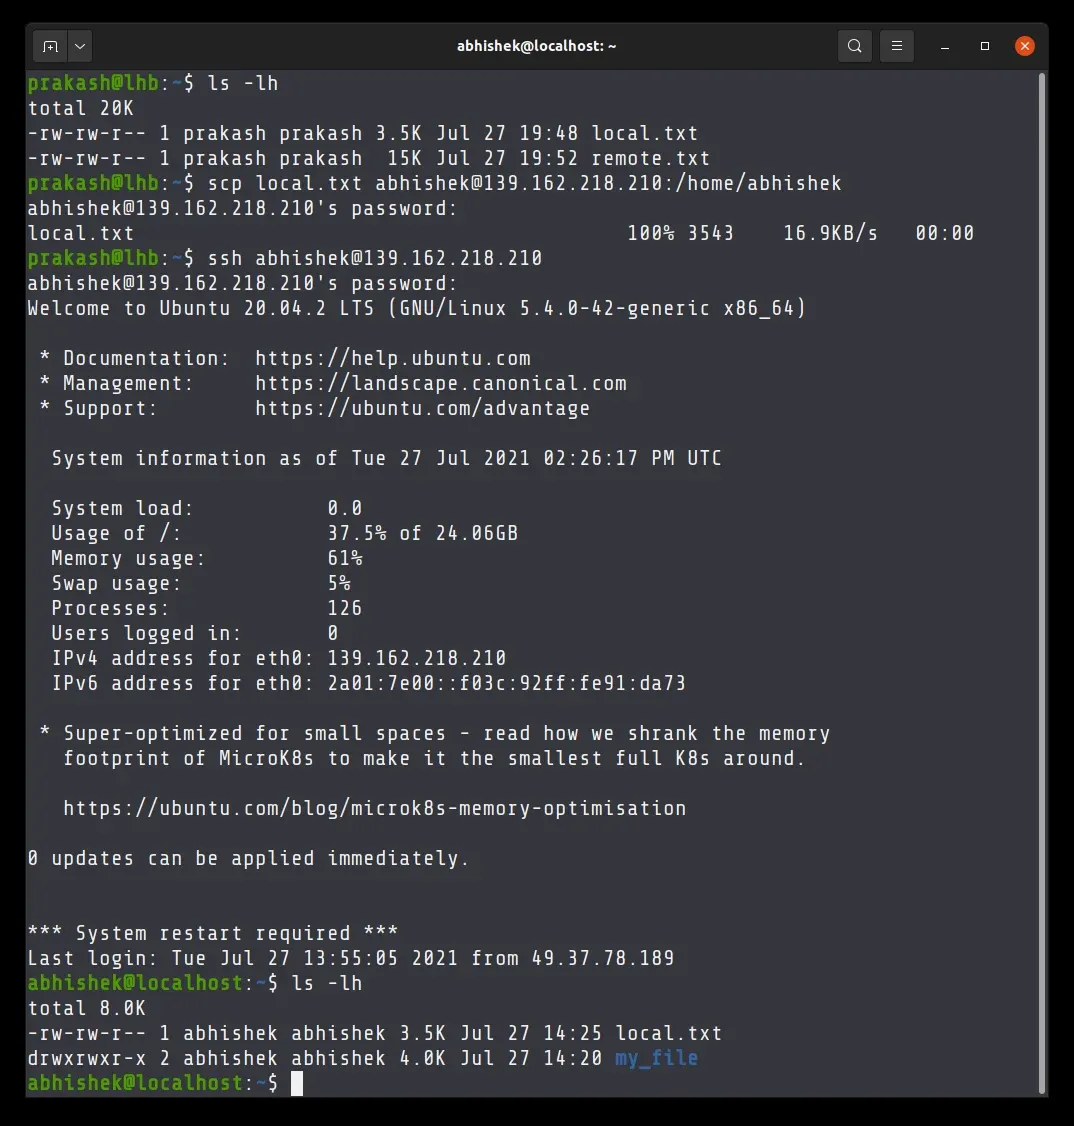 abhishek@localhost: ~
prakash@lhb:~$ ls -lh
total 20K
-rw-rw-r-- 1 prakash prakash 3.5K Jul 27 19:48 local.txt
-rw-rw-r-- 1 prakash prakash  15K Jul 27 19:52 remote.txt
prakash@lhb:~$ scp local.txt abhishek@139.162.218.210:/home/abhishek
abhishek@139.162.218.210's password:
local.txt                                         100% 3543    16.9KB/s   00:00
prakash@lhb:~$ ssh abhishek@139.162.218.210
abhishek@139.162.218.210's password:
Welcome to Ubuntu 20.04.2 LTS (GNU/Linux 5.4.0-42-generic x86_64)
 * Documentation:  https://help.ubuntu.com
 * Management:     https://landscape.canonical.com
 * Support:        https://ubuntu.com/advantage
  System information as of Tue 27 Jul 2021 02:26:17 PM UTC
  System load:           0.0
  Usage of /:            37.5% of 24.06GB
  Memory usage:          61%
  Swap usage:            5%
  Processes:             126
  Users logged in:       0
  IPv4 address for eth0: 139.162.218.210
  IPv6 address for eth0: 2a01:7e00::f03c:92ff:fe91:da73
 * Super-optimized for small spaces - read how we shrank the memory
   footprint of MicroK8s to make it the smallest full K8s around.
   https://ubuntu.com/blog/microk8s-memory-optimisation
0 updates can be applied immediately.
*** System restart required ***
Last login: Tue Jul 27 13:55:05 2021 from 49.37.78.189
abhishek@localhost:~$ ls -lh
total 8.0K
-rw-rw-r-- 1 abhishek abhishek 3.5K Jul 27 14:25 local.txt
drwxrwxr-x 2 abhishek abhishek 4.0K Jul 27 14:20 my_file
abhishek@localhost:~$